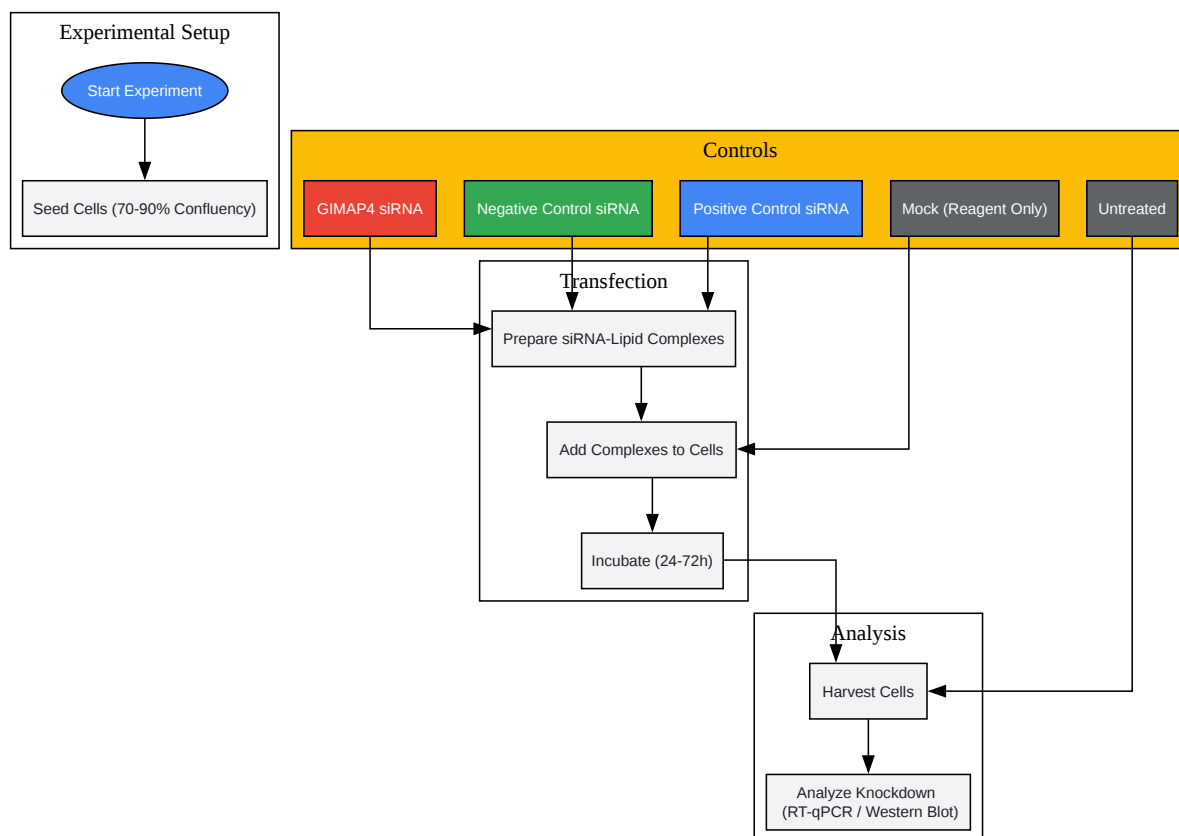 Experimental Setup
Start Experiment
Seed Cells (70-90% Confluency)
Controls
GIMAP4 siRNA
Negative Control siRNA
Positive Control siRNA
Mock (Reagent Only)
Untreated
Transfection
Prepare siRNA-Lipid Complexes
Add Complexes to Cells
Incubate (24-72h)
Analysis
Harvest Cells
Analyze Knockdown
(RT-qPCR / Western Blot)